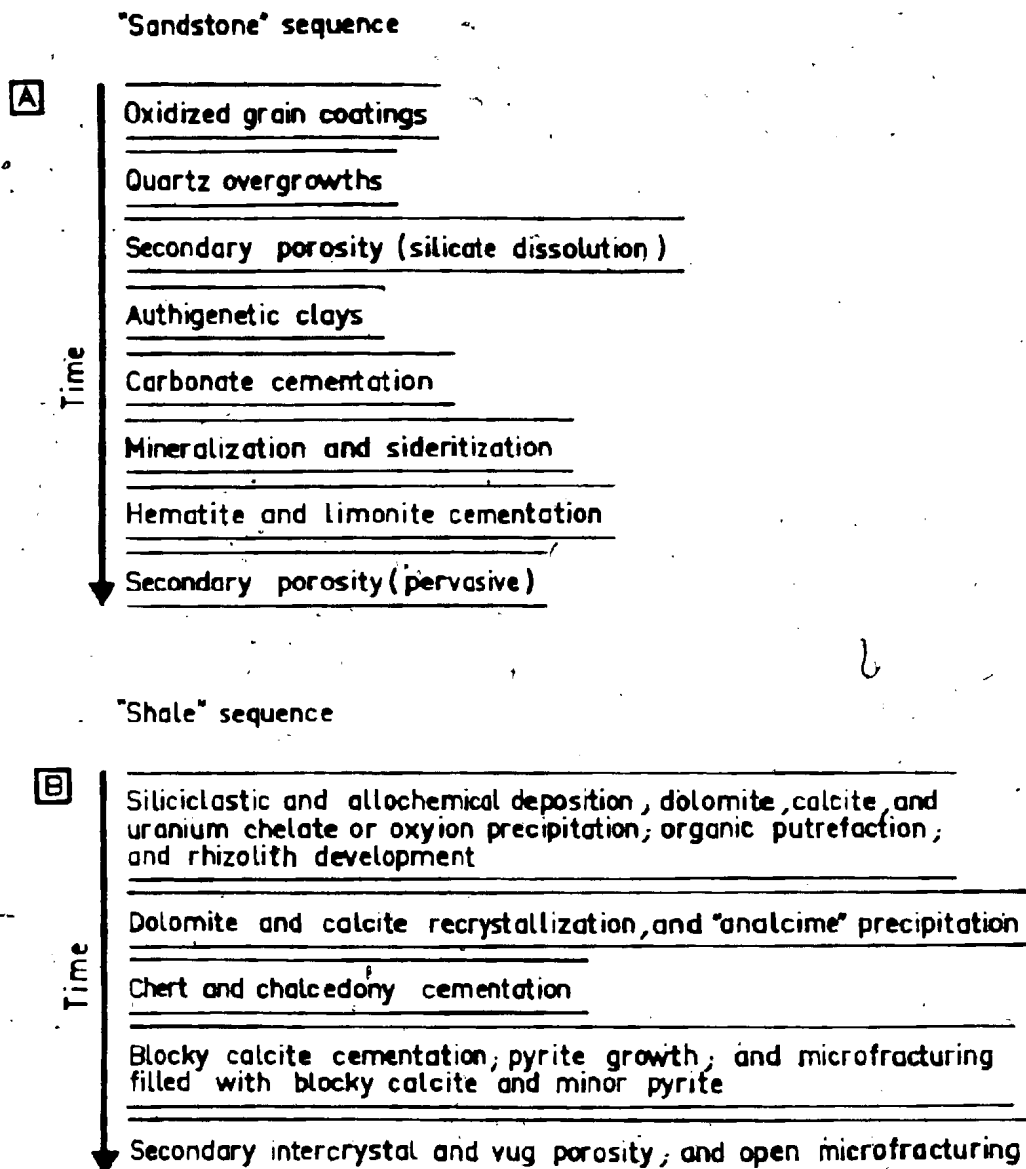 "Sandstone" sequence
A
Oxidized grain coatings
Quartz overgrowths
Secondary porosity (silicate dissolution)
Authigenetic clays
Carbonate cementation
Mineralization and sideritization
Hematite and limonite cementation
Secondary porosity (pervasive)
Time
"Shale" sequence
B
Siliciclastic and allochemical deposition, dolomite, calcite, and
uranium chelate or oxyion precipitation; organic putrefaction;
and rhizolith development
Dolomite and calcite recrystallization, and "analcime" precipitation
Chert and chalcedony cementation
Blocky calcite cementation; pyrite growth; and microfracturing
filled with blocky calcite and minor pyrite
Secondary intercrystal and vug porosity; and open microfracturing
Time